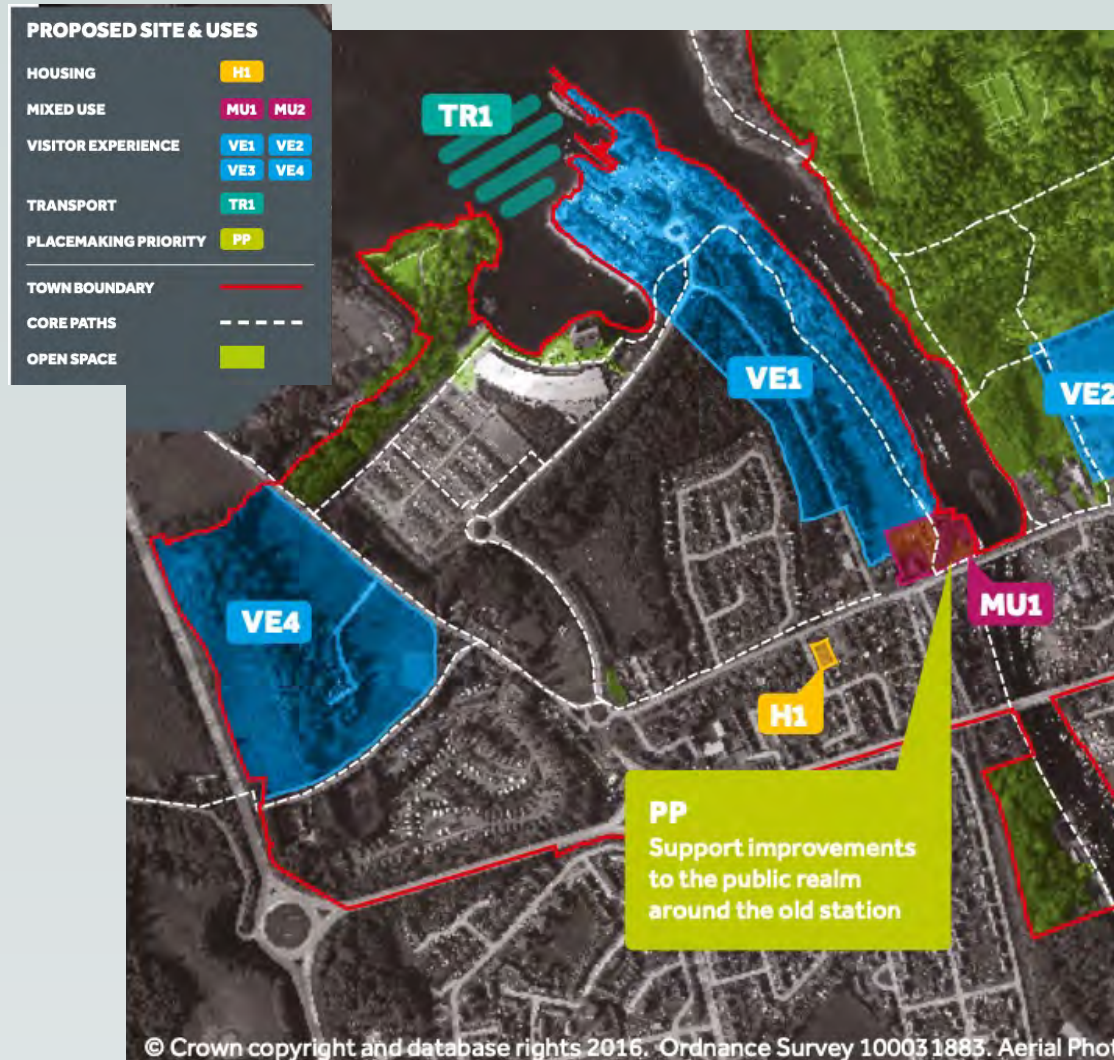 PROPOSED SITE & USES
HOUSING H1
MIXED USE MU1 MU2
VISITOR EXPERIENCE VE1 VE2
VE3 VE4
TRANSPORT TR1
PLACEMAKING PRIORITY PP
TOWN BOUNDARY
CORE PATHS
OPEN SPACE
TR1
VE1
VE2
VE4
MU1
H1
PP
Support improvements
to the public realm
around the old station
© Crown copyright and database rights 2016. Ordnance Survey 100031883. Aerial Pho